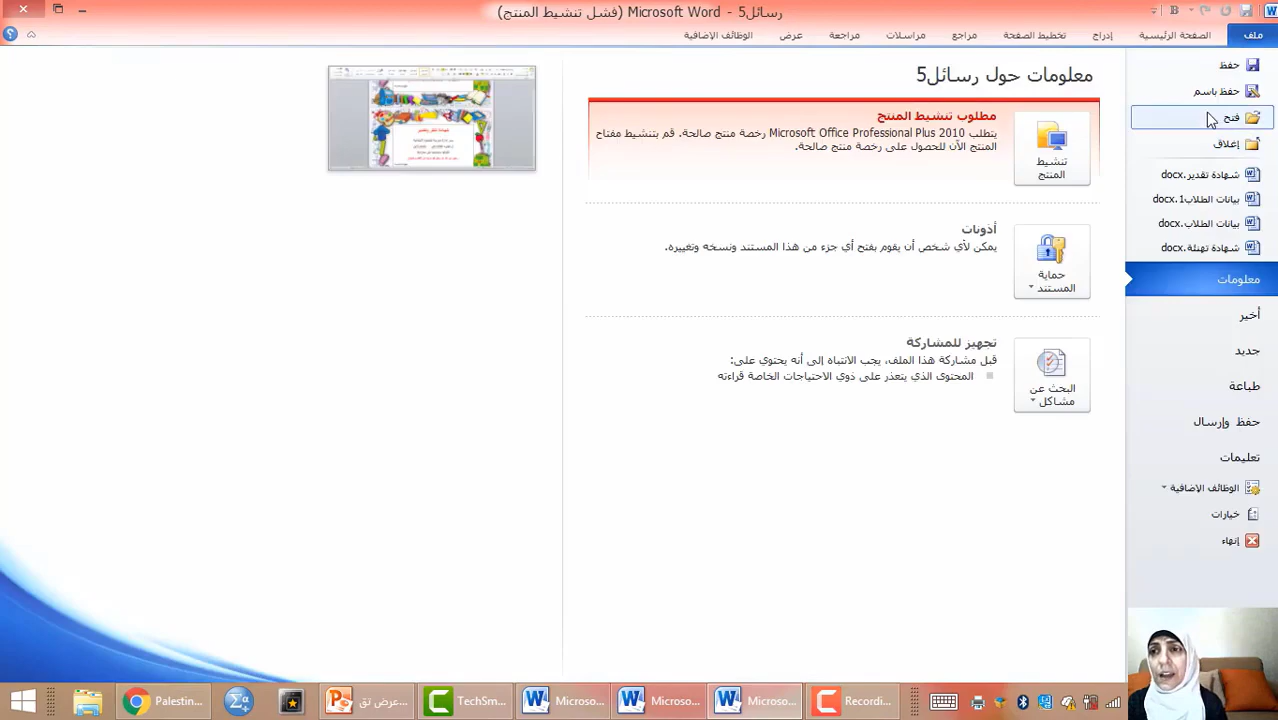 رسائل5 - Microsoft Word (فشل تنشيط المنتج)
ملف
الصفحة الرئيسية
إدراج
تخطيط الصفحة
مراجع
مراسلات
مراجعة
عرض
الوظائف الإضافية
حفظ
حفظ باسم
فتح
إغلاق
شهادة تقدير.docx
بيانات الطلاب1.docx
بيانات الطلاب.docx
شهادة تهنئة.docx
معلومات
أخير
جديد
طباعة
حفظ وإرسال
تعليمات
الوظائف الإضافية
خيارات
إنهاء
معلومات حول رسائل5
تنشيط
المنتج
مطلوب تنشيط المنتج
يتطلب Microsoft Office Professional Plus 2010 رخصة منتج صالحة. قم بتنشيط مفتاح
المنتج الآن للحصول على رخصة منتج صالحة.
حماية
المستند
أذونات
يمكن لأي شخص أن يقوم بفتح أي جزء من هذا المستند ونسخه وتغييره.
البحث عن
مشاكل
تجهيز للمشاركة
قبل مشاركة هذا الملف، يجب الانتباه إلى أنه يحتوي على:
المحتوى الذي يتعذر على ذوي الاحتياجات الخاصة قراءته
Palestin...
عرض تق...
TechSm...
Microso...
Microso...
Microso...
Recordi...